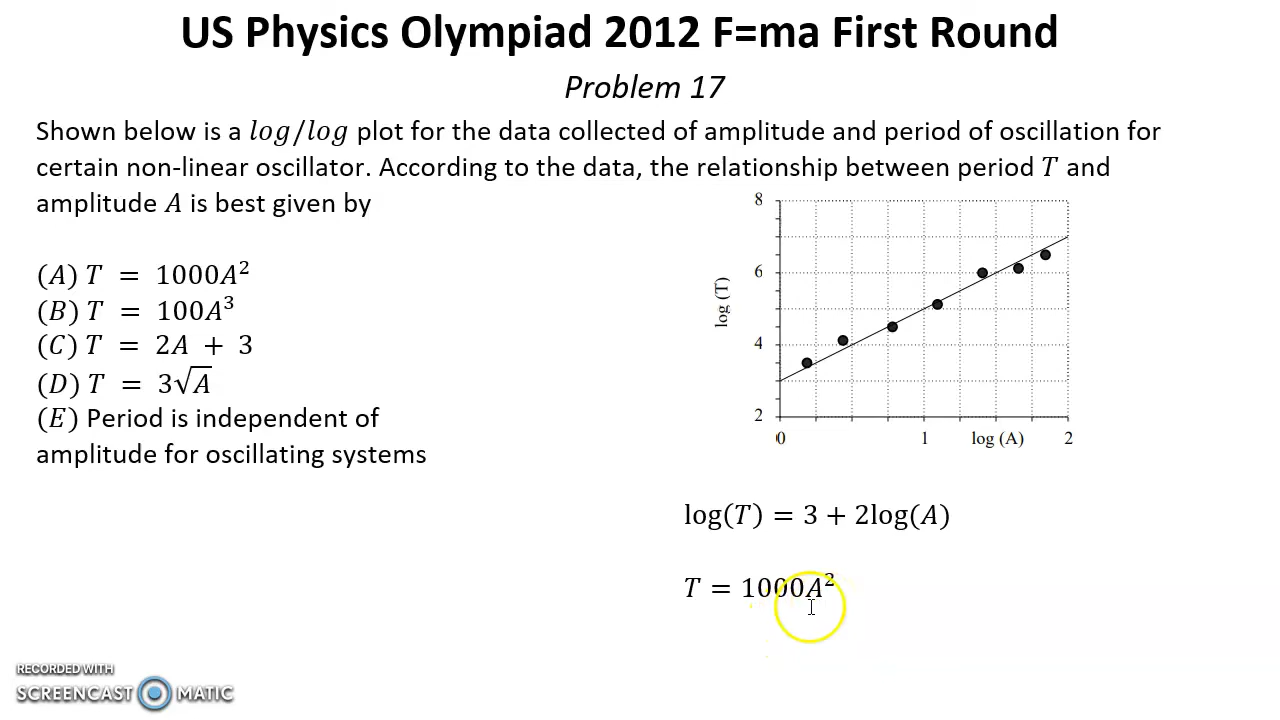 US Physics Olympiad 2012 F=ma First Round
Problem 17
Shown below is a log/log plot for the data collected of amplitude and period of oscillation for
certain non-linear oscillator. According to the data, the relationship between period T and
amplitude A is best given by
(A) T = 1000A²
(B) T = 100A³
(C) T = 2A + 3
(D) T = 3√A
(E) Period is independent of
amplitude for oscillating systems
8
6
4
2
log (T)
0 1 log (A) 2
log(T) = 3 + 2log(A)
T = 1000A²
RECORDED WITH
SCREENCAST MATIC